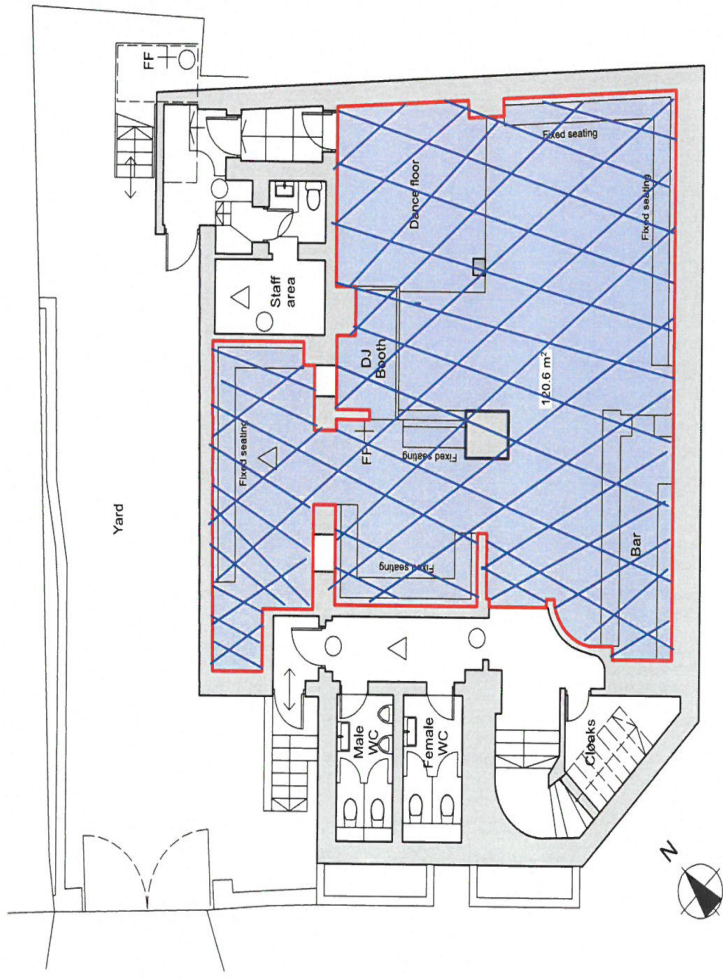 FF
Yard
Fixed seating
Staff
area
Dance floor
Fixed seating
Fixed seating
DJ
Booth
120.6 m²
FP
Fixed seating
Fixed seating
Bar
Male
WC
Female
WC
Cloaks
N